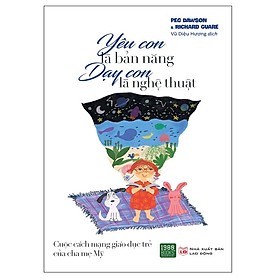 PEG DAWSON
& RICHARD GUARE
Vũ Diệu Hương dịch
Yêu con
là bản năng
Dạy con
là nghệ thuật
Cuộc cách mạng giáo dục trẻ
của cha mẹ Mỹ
1980
BOOKS
NHÀ XUẤT BẢN
LAO ĐỘNG